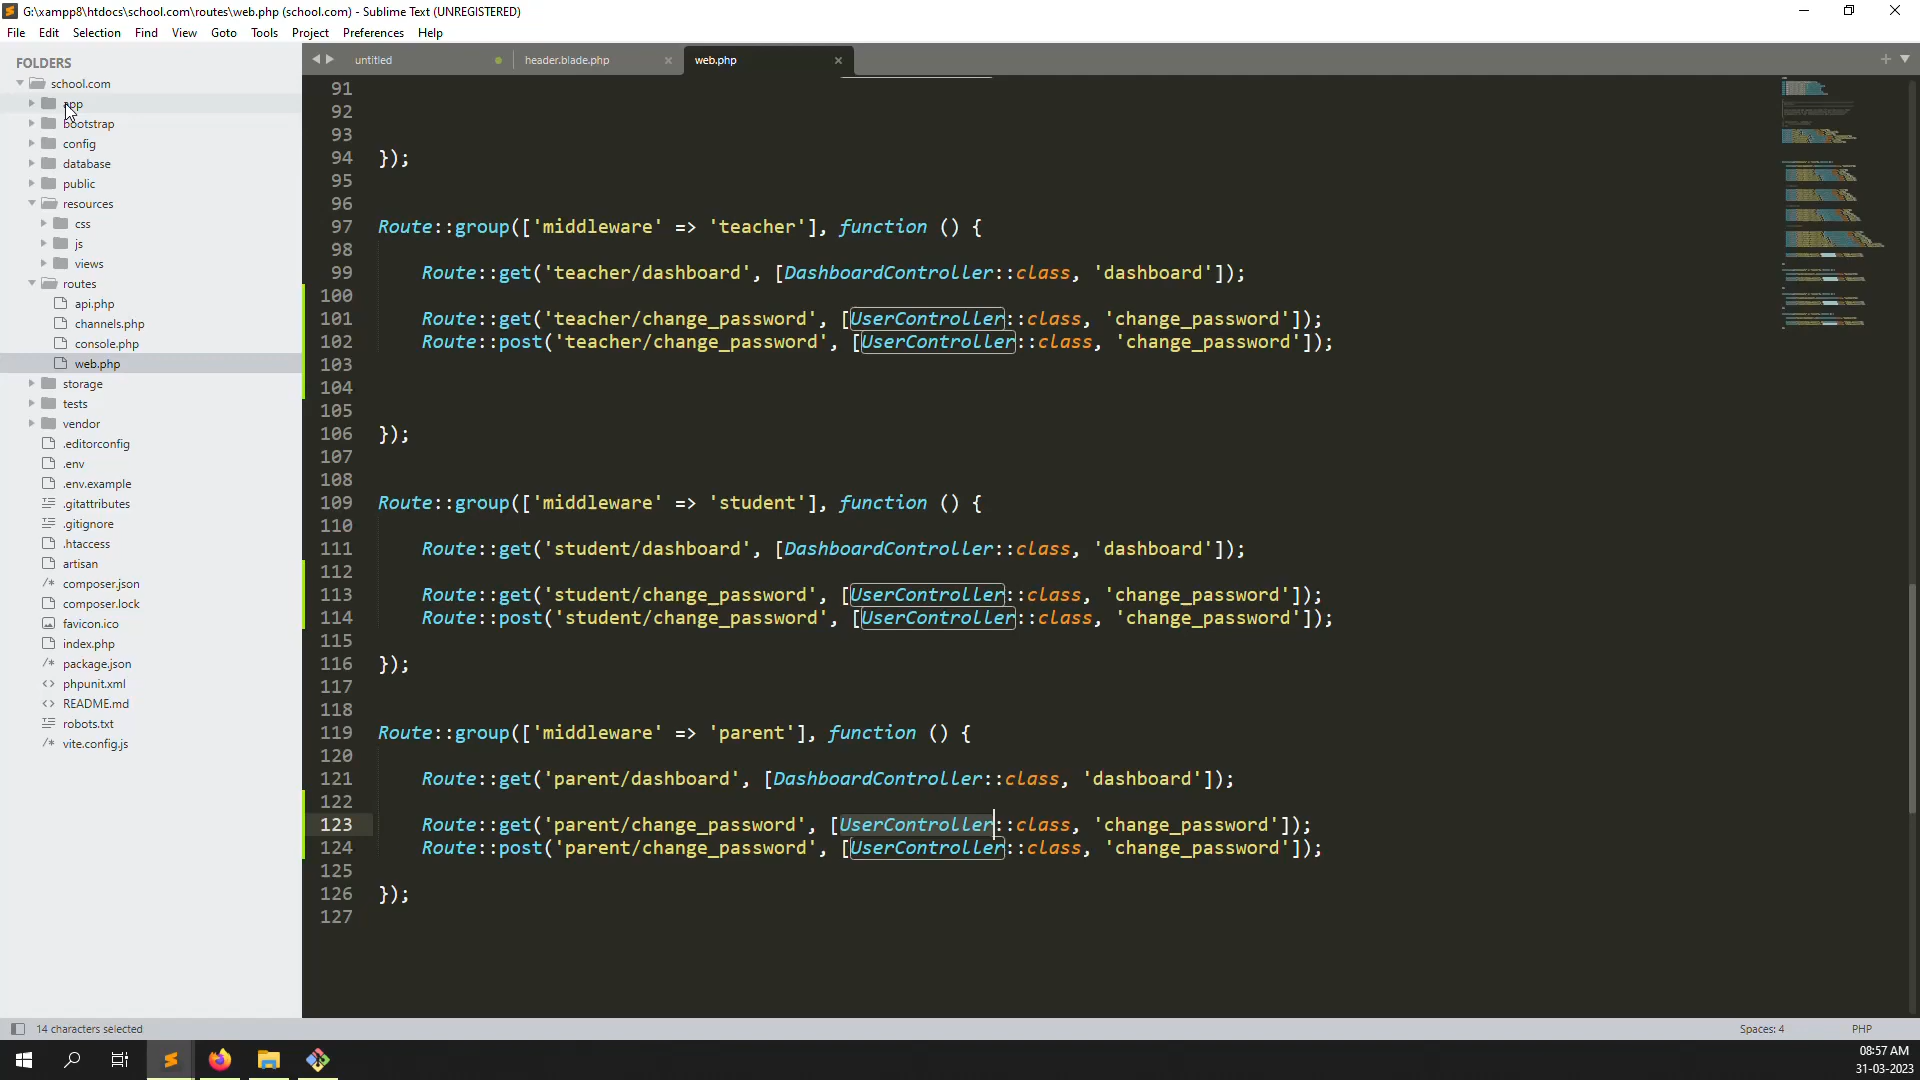 G:\xampp8\htdocs\school.com\routes\web.php (school.com) - Sublime Text (UNREGISTERED)
File Edit Selection Find View Goto Tools Project Preferences Help
FOLDERS
school.com
app
bootstrap
config
database
public
resources
css
js
views
routes
api.php
channels.php
console.php
web.php
storage
tests
vendor
.editorconfig
.env
.env.example
.gitattributes
.gitignore
.htaccess
artisan
composer.json
composer.lock
favicon.ico
index.php
package.json
phpunit.xml
README.md
robots.txt
vite.config.js
untitled header.blade.php web.php
91
92
93
94 });
95
96
97 Route::group(['middleware' => 'teacher'], function () {
98
99 Route::get('teacher/dashboard', [DashboardController::class, 'dashboard']);
100
101 Route::get('teacher/change_password', [UserController::class, 'change_password']);
102 Route::post('teacher/change_password', [UserController::class, 'change_password']);
103
104
105
106 });
107
108
109 Route::group(['middleware' => 'student'], function () {
110
111 Route::get('student/dashboard', [DashboardController::class, 'dashboard']);
112
113 Route::get('student/change_password', [UserController::class, 'change_password']);
114 Route::post('student/change_password', [UserController::class, 'change_password']);
115
116 });
117
118
119 Route::group(['middleware' => 'parent'], function () {
120
121 Route::get('parent/dashboard', [DashboardController::class, 'dashboard']);
122
123 Route::get('parent/change_password', [UserController::class, 'change_password']);
124 Route::post('parent/change_password', [UserController::class, 'change_password']);
125
126 });
127
14 characters selected
Spaces: 4 PHP
08:57 AM
31-03-2023